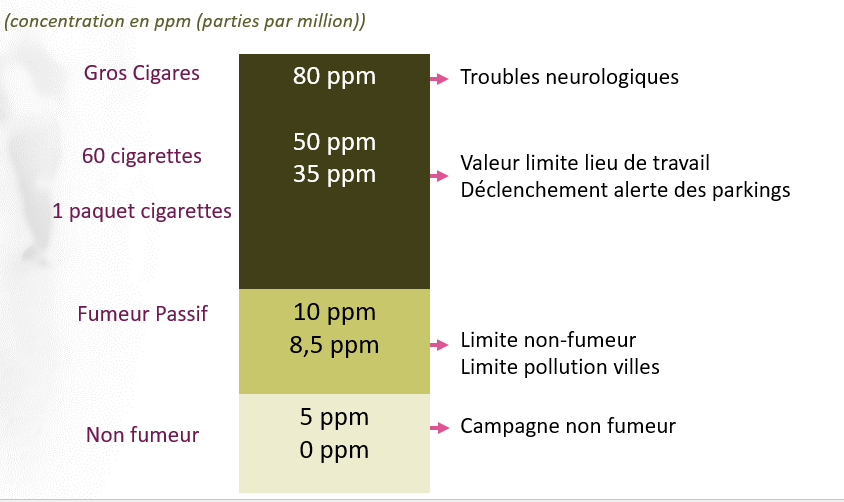 (concentration en ppm (parties par million))
Gros Cigares
80 ppm
Troubles neurologiques
50 ppm
60 cigarettes
35 ppm
Valeur limite lieu de travail
Déclenchement alerte des parkings
1 paquet cigarettes
Fumeur Passif
10 ppm
8,5 ppm
Limite non-fumeur
Limite pollution villes
5 ppm
Non fumeur
0 ppm
Campagne non fumeur